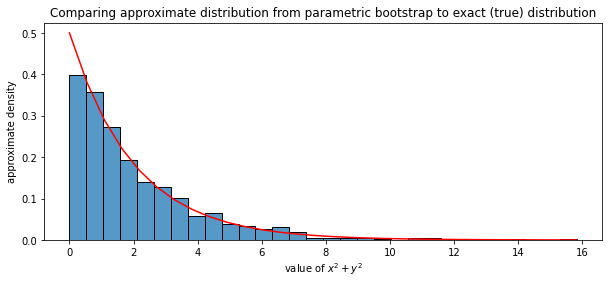 Comparing approximate distribution from parametric bootstrap to exact (true) distribution
approximate density
0.5
0.4
0.3
0.2
0.1
0.0
0 2 4 6 8 10 12 14 16
value of x² + y²